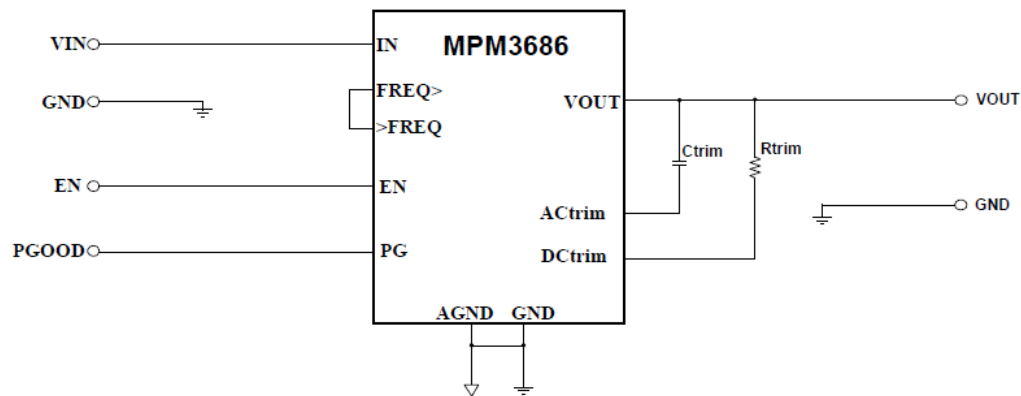 MPM3686
VIN
IN
GND
FREQ>
>FREQ
VOUT
VOUT
Ctrim
Rtrim
EN
EN
ACtrim
GND
PGOOD
PG
DCtrim
AGND
GND